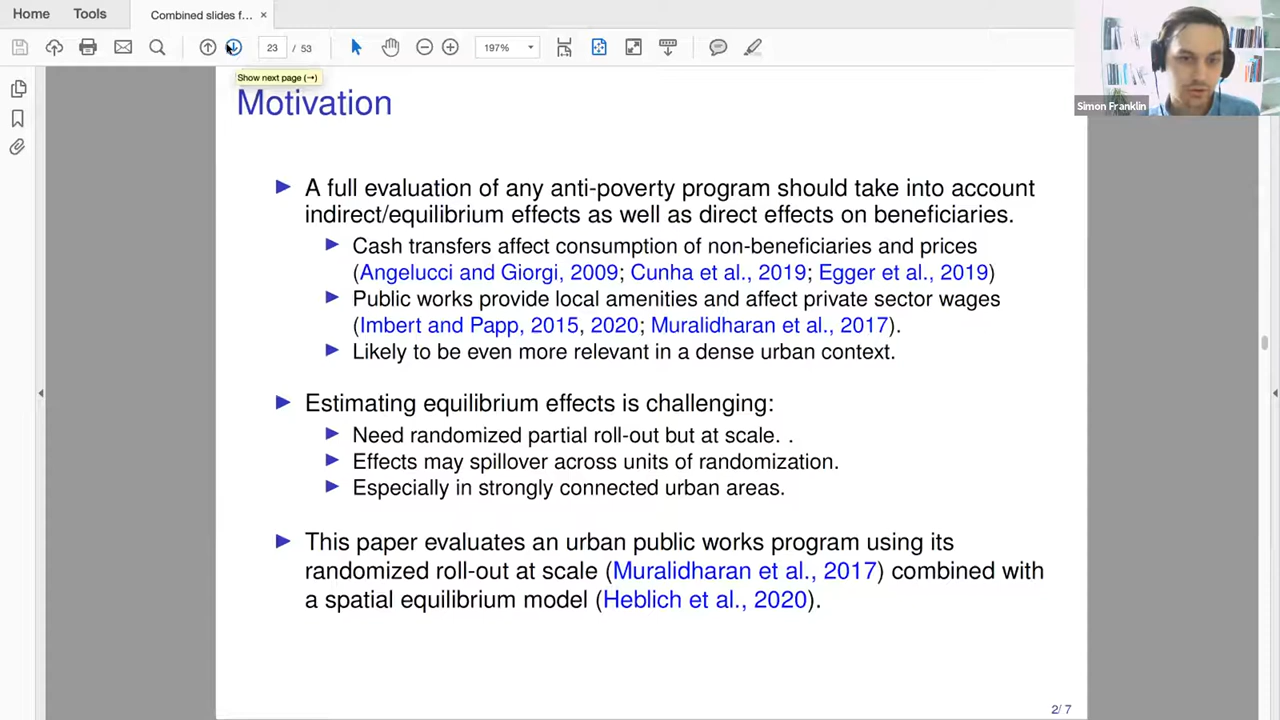 Home
Tools
Combined slides f...
×
23 / 53
197%
Show next page (→)
Simon Franklin
Motivation
A full evaluation of any anti-poverty program should take into account
indirect/equilibrium effects as well as direct effects on beneficiaries.
Cash transfers affect consumption of non-beneficiaries and prices
(Angelucci and Giorgi, 2009; Cunha et al., 2019; Egger et al., 2019)
Public works provide local amenities and affect private sector wages
(Imbert and Papp, 2015, 2020; Muralidharan et al., 2017).
Likely to be even more relevant in a dense urban context.
Estimating equilibrium effects is challenging:
Need randomized partial roll-out but at scale. .
Effects may spillover across units of randomization.
Especially in strongly connected urban areas.
This paper evaluates an urban public works program using its
randomized roll-out at scale (Muralidharan et al., 2017) combined with
a spatial equilibrium model (Heblich et al., 2020).
2/ 7